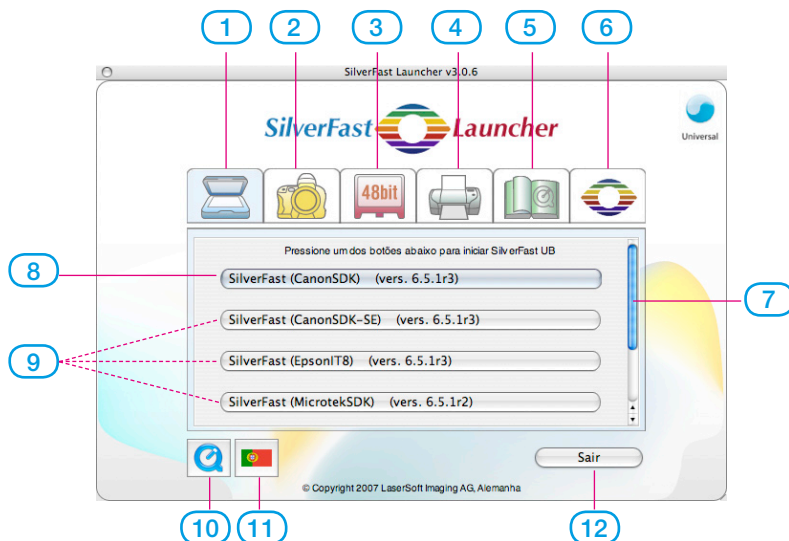 1 2 3 4 5 6
SilverFast Launcher v3.0.6
SilverFast Launcher
Universal
48bit
Pressione um dos botões abaixo para iniciar SilverFast UB
8
SilverFast (CanonSDK) (vers. 6.5.1r3)
7
SilverFast (CanonSDK-SE) (vers. 6.5.1r3)
9
SilverFast (EpsonIT8) (vers. 6.5.1r3)
SilverFast (MicrotekSDK) (vers. 6.5.1r2)
Sair
© Copyright 2007 LaserSoft Imaging AG, Alemanha
10 11 12